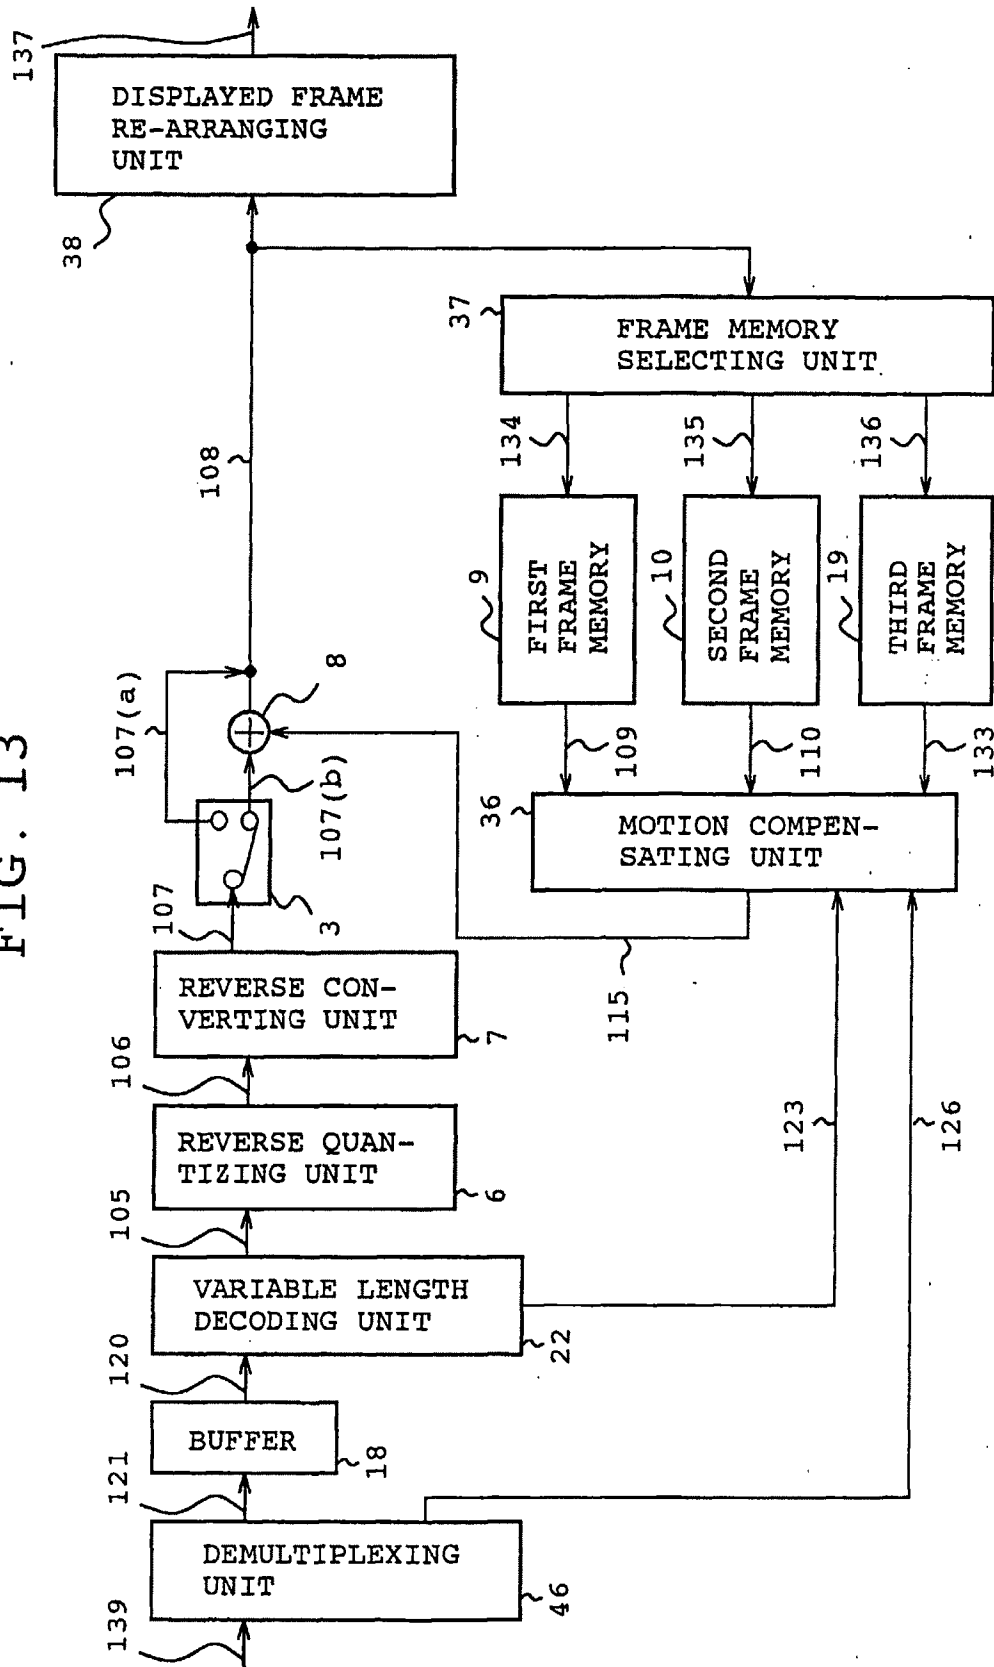 FIG. 13
137
DISPLAYED FRAME
RE-ARRANGING
UNIT
38
37
FRAME MEMORY
SELECTING UNIT
108
134
135
136
9
FIRST
FRAME
MEMORY
10
SECOND
FRAME
MEMORY
19
THIRD
FRAME
MEMORY
8
107(a)
107(b)
109
110
133
36
MOTION COMPEN-
SATING UNIT
3
107
115
REVERSE CON-
VERTING UNIT
7
106
REVERSE QUAN-
TIZING UNIT
6
123
126
105
VARIABLE LENGTH
DECODING UNIT
22
120
BUFFER
18
121
DEMULTIPLEXING
UNIT
46
139